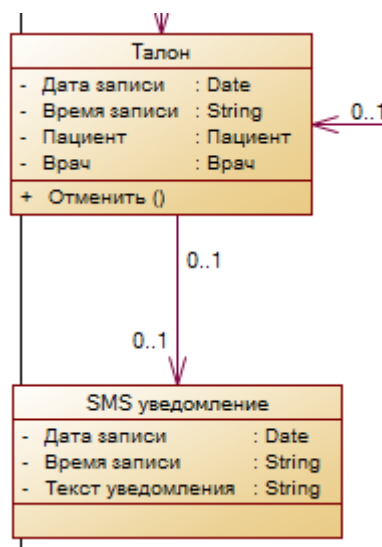 Талон
- Дата записи : Date
- Время записи : String
- Пациент : Пациент
- Врач : Врач
+ Отменить ()
0..1
0..1
0..1
SMS уведомление
- Дата записи : Date
- Время записи : String
- Текст уведомления : String